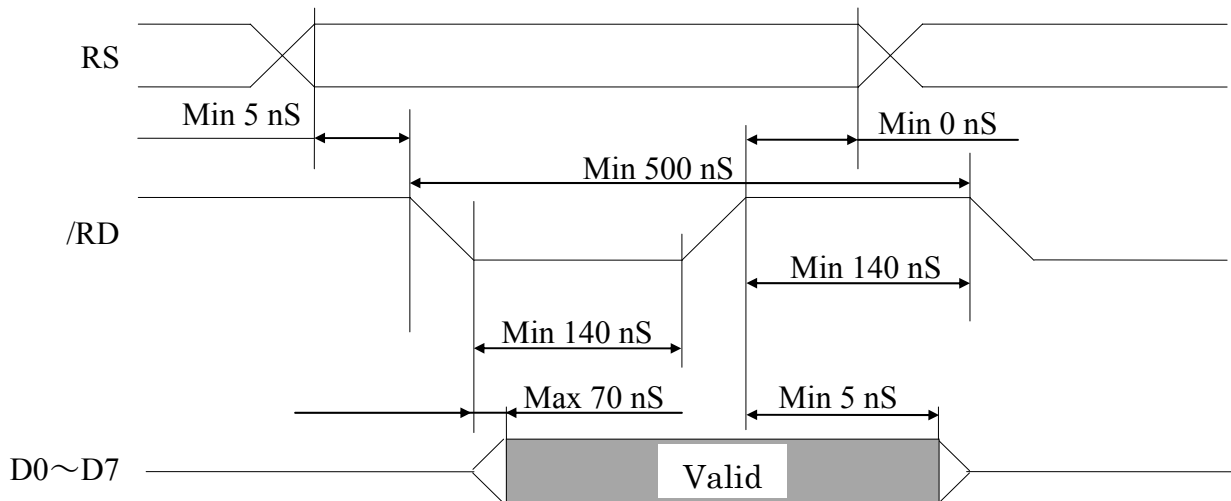 RS
Min 5 nS
Min 0 nS
Min 500 nS
/RD
Min 140 nS
Min 140 nS
Max 70 nS
Min 5 nS
D0～D7
Valid